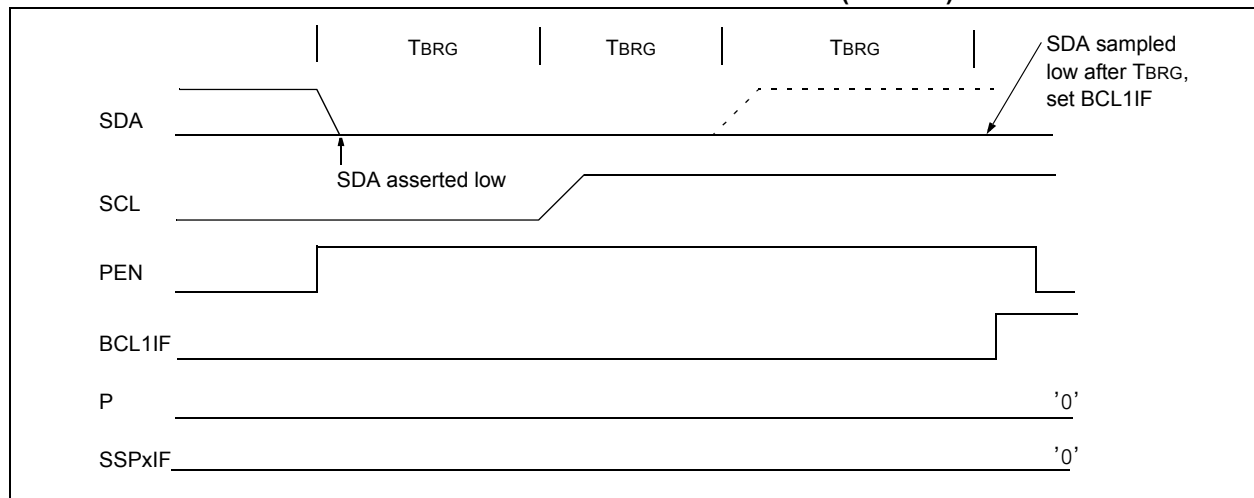 TBRG TBRG TBRG
SDA sampled
low after TBRG,
set BCL1IF
SDA
SDA asserted low
SCL
PEN
BCL1IF
P '0'
SSPxIF '0'